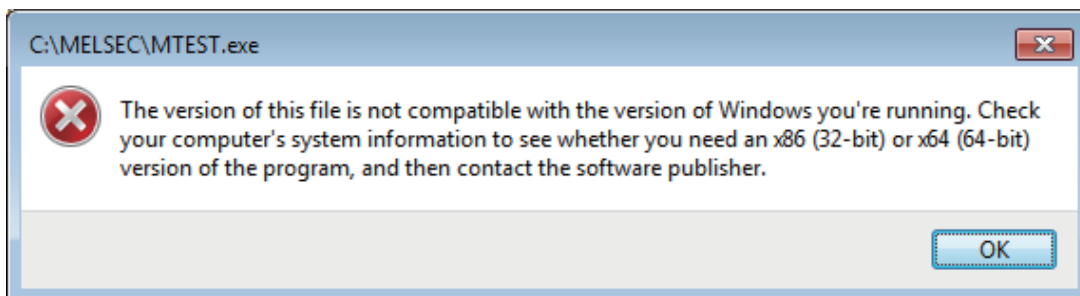 C:\MELSEC\MTEST.exe
The version of this file is not compatible with the version of Windows you're running. Check
your computer's system information to see whether you need an x86 (32-bit) or x64 (64-bit)
version of the program, and then contact the software publisher.
OK